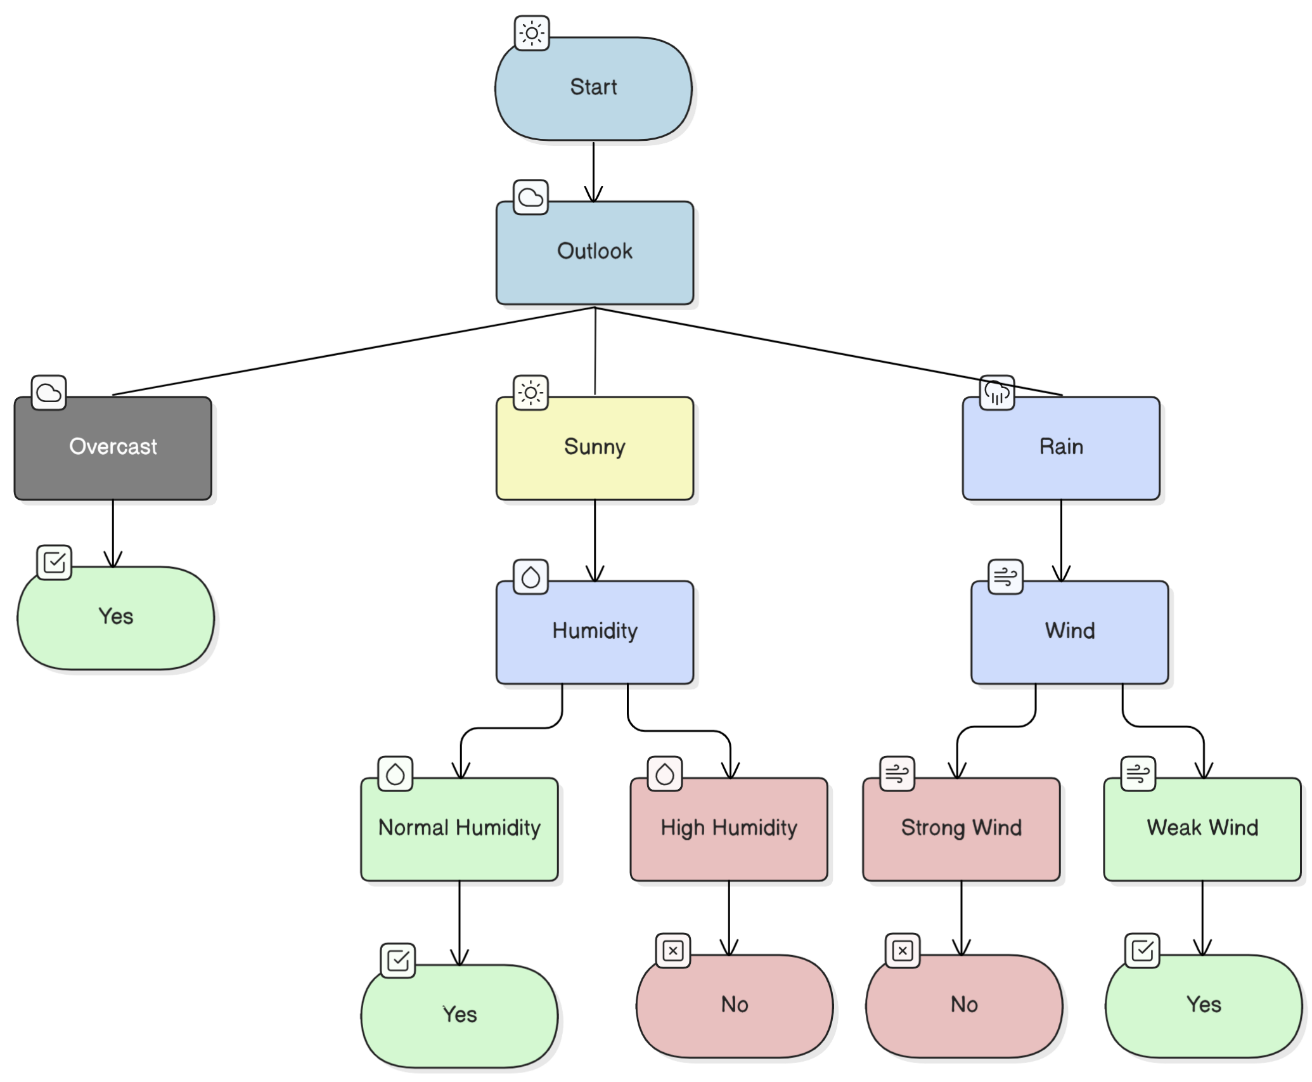 Start
Outlook
Overcast
Sunny
Rain
Yes
Humidity
Wind
Normal Humidity
High Humidity
Strong Wind
Weak Wind
Yes
No
No
Yes